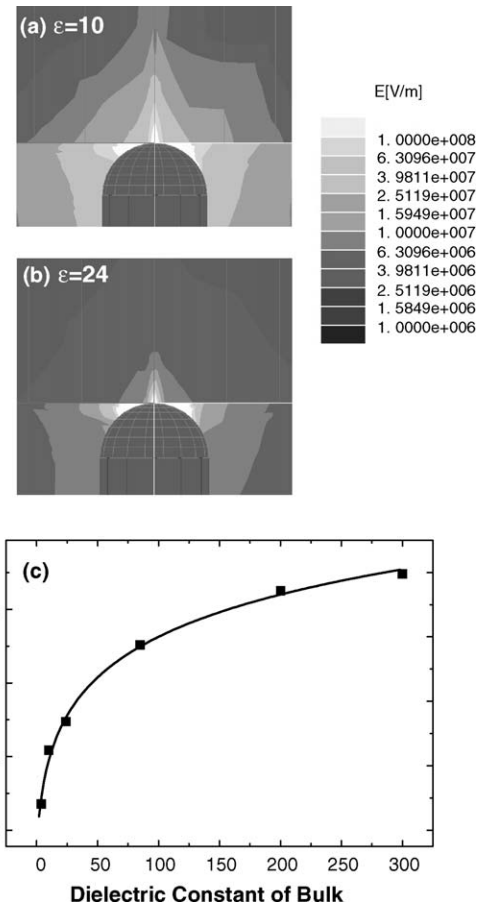 (a) ε=10
E[V/m]
1. 0000e+008
6. 3096e+007
3. 9811e+007
2. 5119e+007
1. 5949e+007
1. 0000e+007
6. 3096e+006
3. 9811e+006
2. 5119e+006
1. 5849e+006
1. 0000e+006
(b) ε=24
(c)
0 50 100 150 200 250 300
Dielectric Constant of Bulk